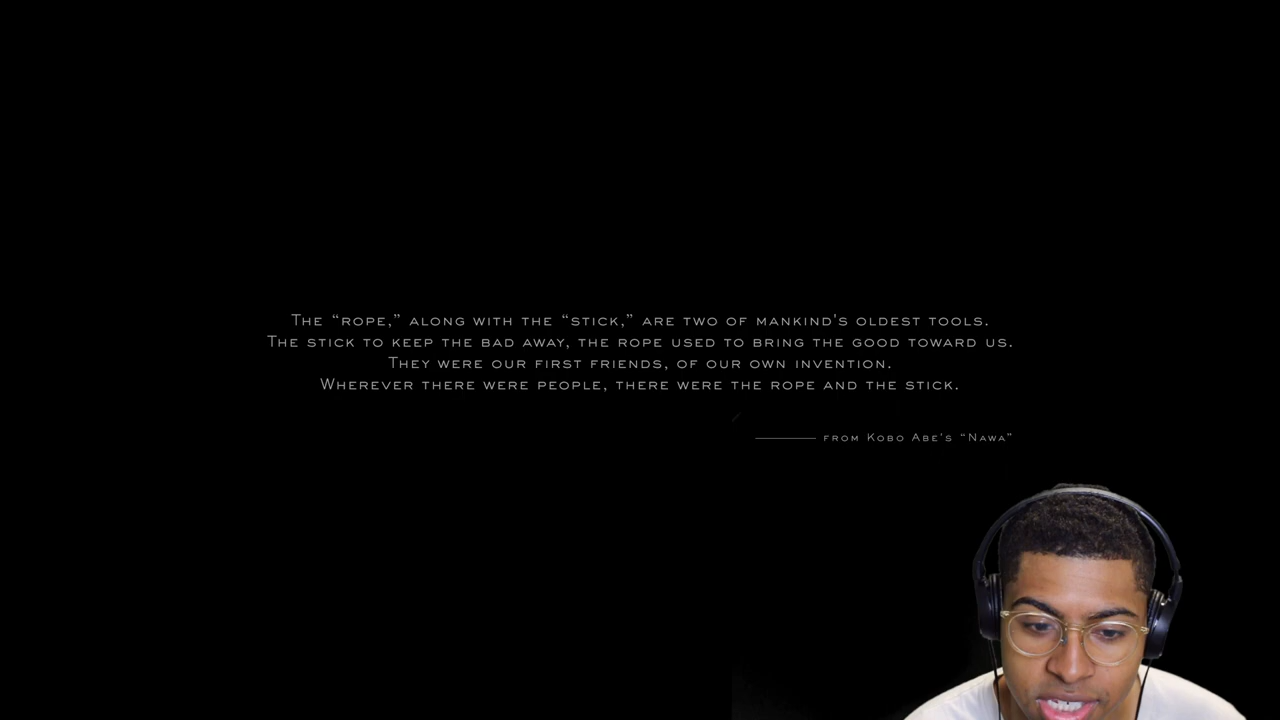 The “rope,” along with the “stick,” are two of mankind's oldest tools.
The stick to keep the bad away, the rope used to bring the good toward us.
They were our first friends, of our own invention.
Wherever there were people, there were the rope and the stick.
from Kobo Abe's “Nawa”